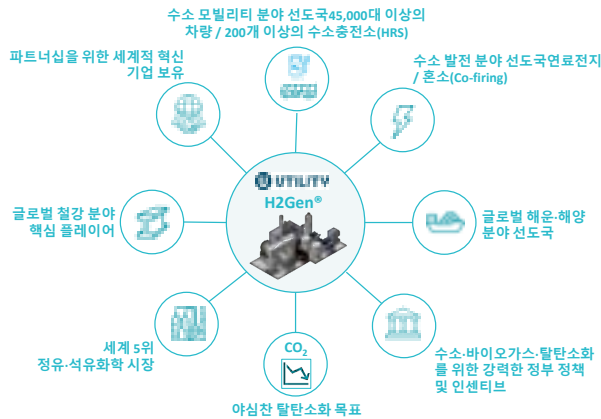 수소 모빌리티 분야 선도국45,000대 이상의
차량 / 200개 이상의 수소충전소(HRS)
파트너십을 위한 세계적 혁신
기업 보유
수소 발전 분야 선도국연료전지
/ 혼소(Co-firing)
UTILITY
H2Gen®
글로벌 철강 분야
핵심 플레이어
글로벌 해운·해양
분야 선도국
세계 5위
정유·석유화학 시장
CO2
야심찬 탈탄소화 목표
수소·바이오가스·탈탄소화
를 위한 강력한 정부 정책
및 인센티브